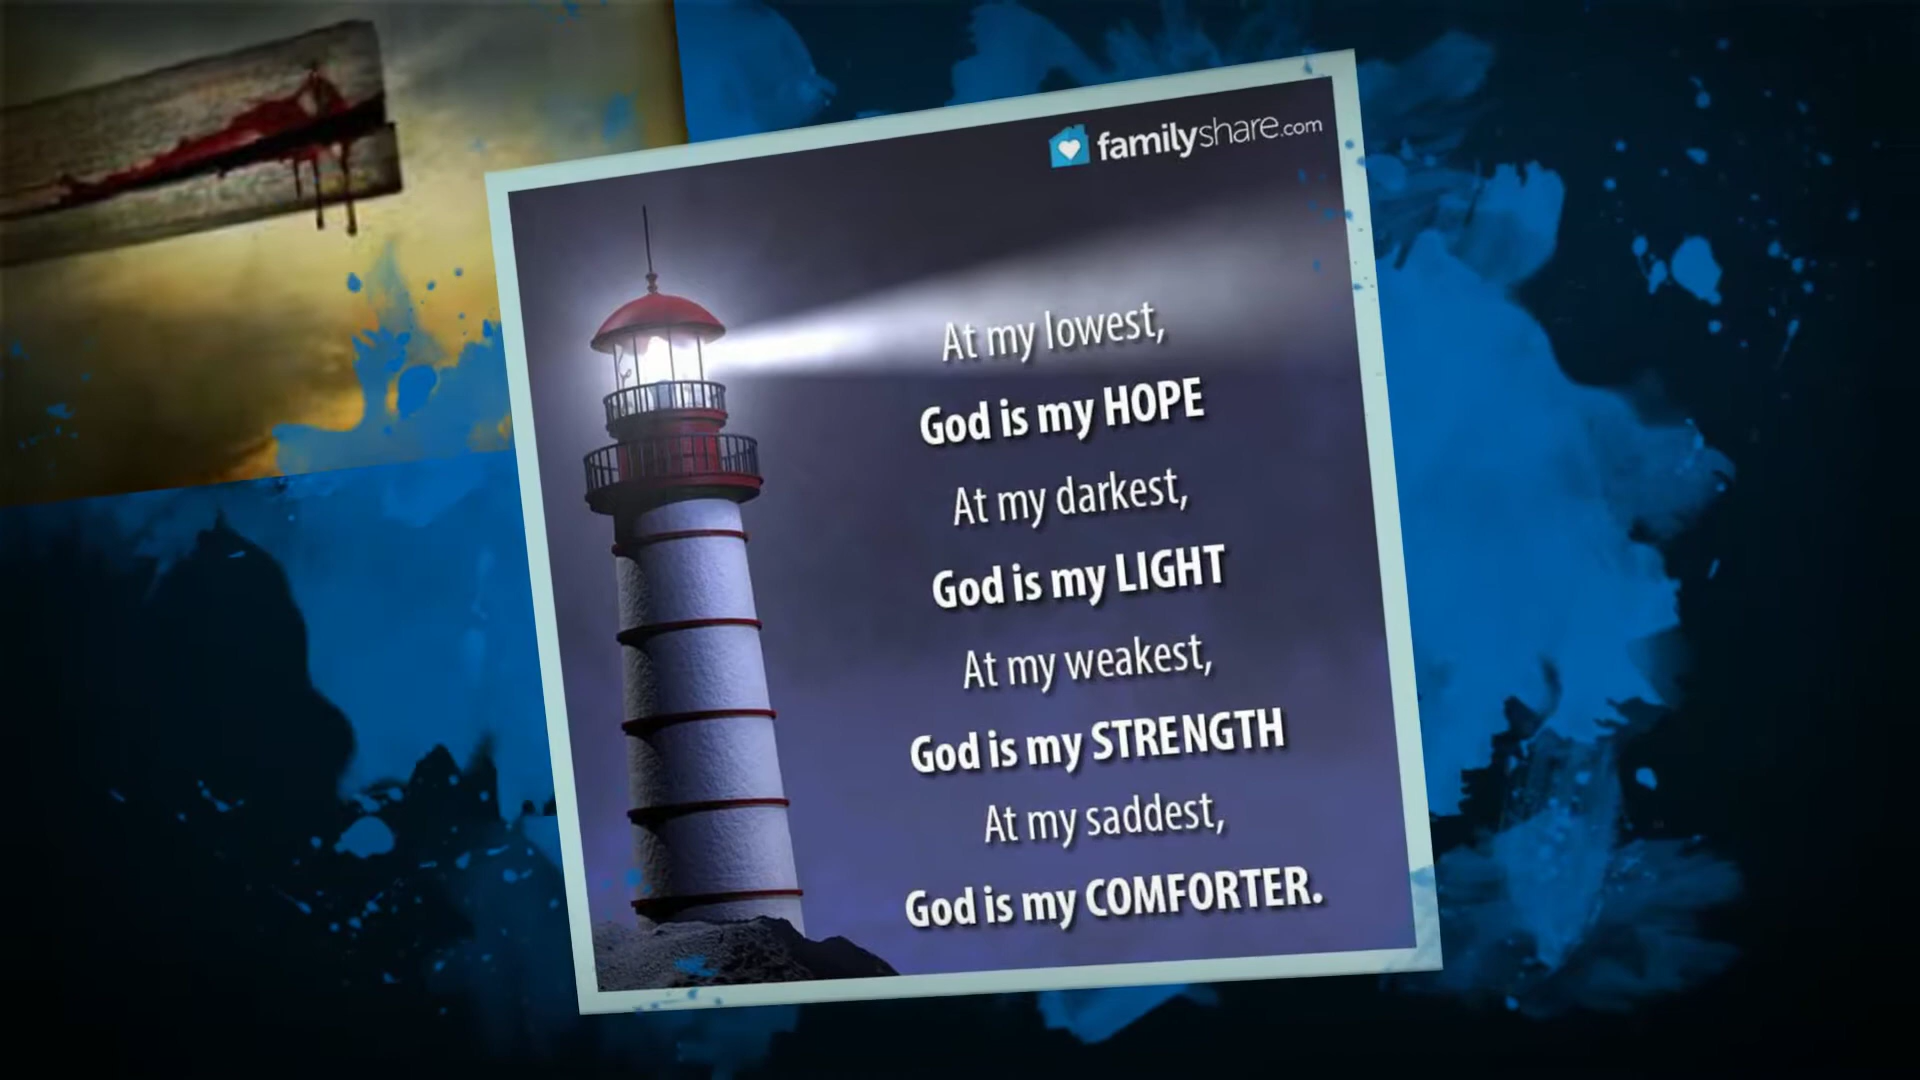 familyshare.com
At my lowest,
God is my HOPE
At my darkest,
God is my LIGHT
At my weakest,
God is my STRENGTH
At my saddest,
God is my COMFORTER.